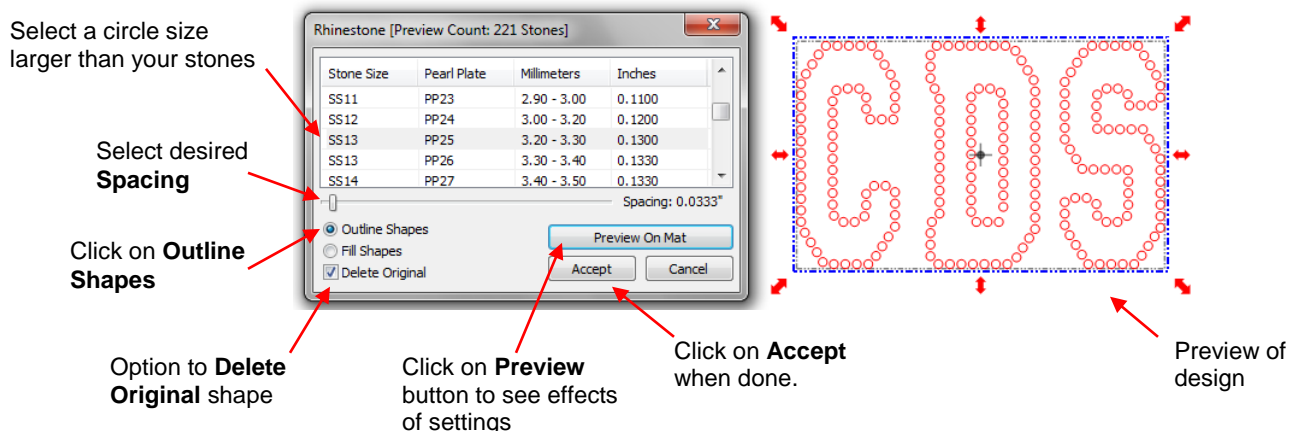 Select a circle size
larger than your stones
Select desired
Spacing
Click on Outline
Shapes
Rhinestone [Preview Count: 221 Stones]
Stone Size Pearl Plate Millimeters Inches
SS11 PP23 2.90 - 3.00 0.1100
SS12 PP24 3.00 - 3.20 0.1200
SS13 PP25 3.20 - 3.30 0.1300
SS13 PP26 3.30 - 3.40 0.1330
SS14 PP27 3.40 - 3.50 0.1330
Spacing: 0.0333"
Outline Shapes
Fill Shapes
Delete Original
Preview On Mat
Accept Cancel
CDS
Option to Delete
Original shape
Click on Preview
button to see effects
of settings
Click on Accept
when done.
Preview of
design